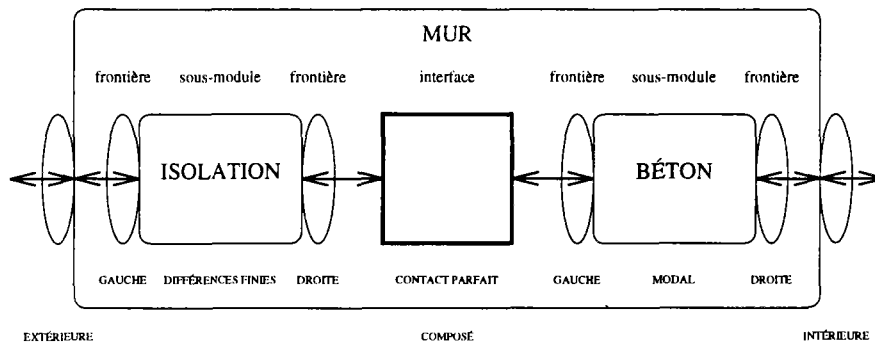 MUR
frontière sous-module frontière interface frontière sous-module frontière
ISOLATION BÉTON
GAUCHE DIFFÉRENCES FINIES DROITE CONTACT PARFAIT GAUCHE MODAL DROITE
EXTÉRIEURE COMPOSÉ INTÉRIEURE